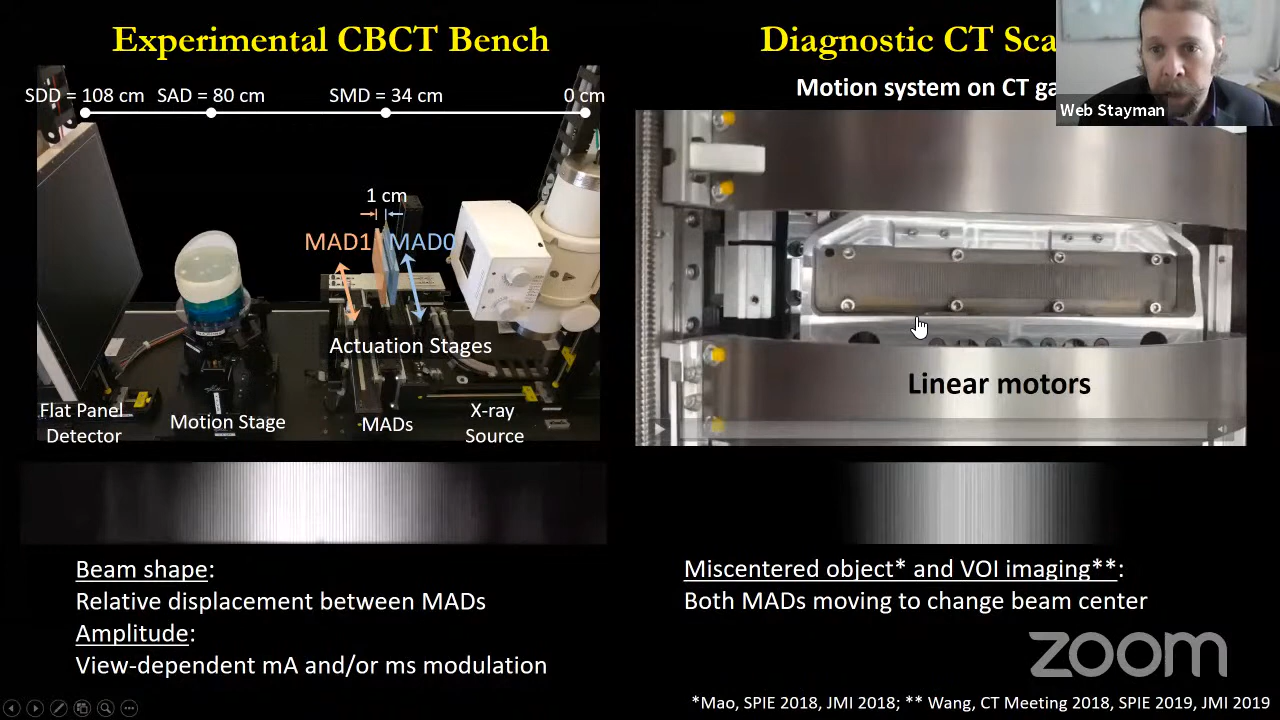 Experimental CBCT Bench
Diagnostic CT Sca
Motion system on CT ga
Web Stayman
SDD = 108 cm SAD = 80 cm SMD = 34 cm 0 cm
1 cm
MAD1 MAD0
Actuation Stages
Flat Panel Detector
Motion Stage
MADs
X-ray Source
Linear motors
Beam shape:
Relative displacement between MADs
Amplitude:
View-dependent mA and/or ms modulation
Miscentered object* and VOI imaging**:
Both MADs moving to change beam center
zoom
*Mao, SPIE 2018, JMI 2018; ** Wang, CT Meeting 2018, SPIE 2019, JMI 2019